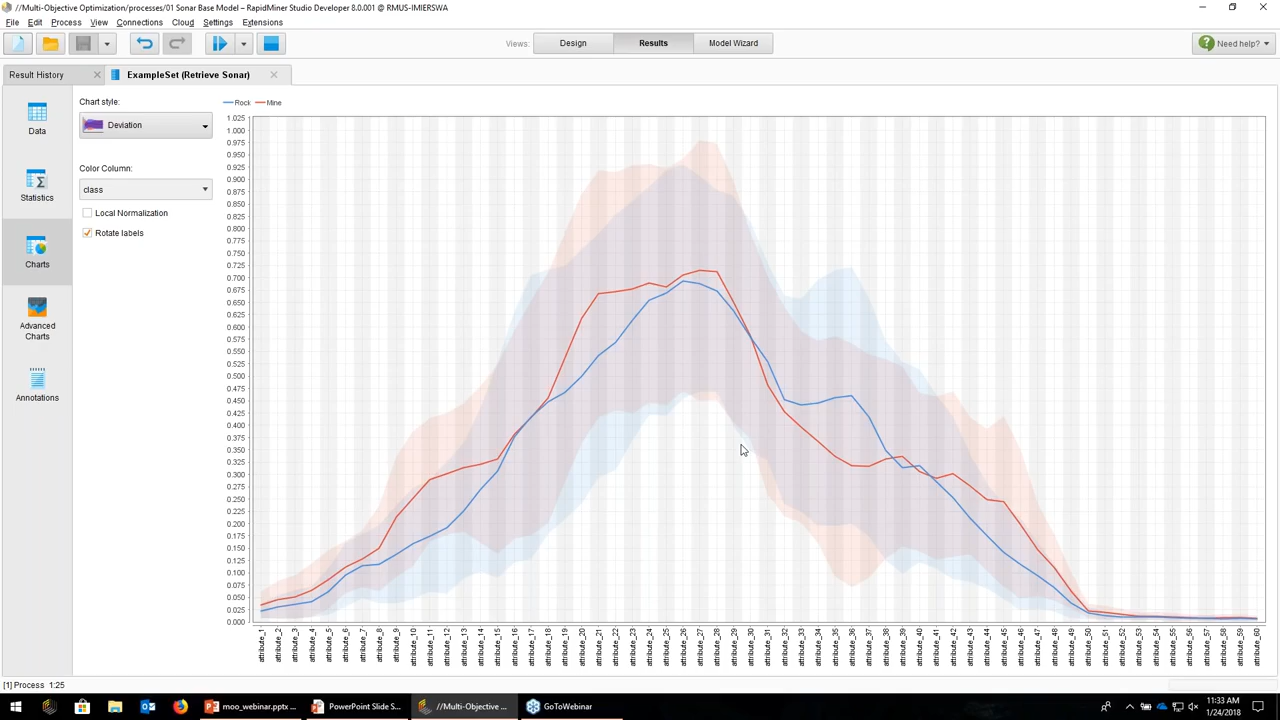 //Multi-Objective Optimization/processes/01 Sonar Base Model – RapidMiner Studio Developer 8.0.001 @ RMUS-IMIERSWA
File Edit Process View Connections Cloud Settings Extensions
Views: Design Results Model Wizard
Need help?
Result History
ExampleSet (Retrieve Sonar)
Data
Statistics
Charts
Advanced Charts
Annotations
Chart style:
Deviation
Color Column:
class
Local Normalization
Rotate labels
Rock Mine
1.025
1.000
0.975
0.950
0.925
0.900
0.875
0.850
0.825
0.800
0.775
0.750
0.725
0.700
0.675
0.650
0.625
0.600
0.575
0.550
0.525
0.500
0.475
0.450
0.425
0.400
0.375
0.350
0.325
0.300
0.275
0.250
0.225
0.200
0.175
0.150
0.125
0.100
0.075
0.050
0.025
0.000
attribute_1
attribute_2
attribute_3
attribute_4
attribute_5
attribute_6
attribute_7
attribute_8
attribute_9
attribute_10
attribute_11
attribute_12
attribute_13
attribute_14
attribute_15
attribute_16
attribute_17
attribute_18
attribute_19
attribute_20
attribute_21
attribute_22
attribute_23
attribute_24
attribute_25
attribute_26
attribute_27
attribute_28
attribute_29
attribute_30
attribute_31
attribute_32
attribute_33
attribute_34
attribute_35
attribute_36
attribute_37
attribute_38
attribute_39
attribute_40
attribute_41
attribute_42
attribute_43
attribute_44
attribute_45
attribute_46
attribute_47
attribute_48
attribute_49
attribute_50
attribute_51
attribute_52
attribute_53
attribute_54
attribute_55
attribute_56
attribute_57
attribute_58
attribute_59
attribute_60
[1] Process 1:25
moo_webinar.pptx ...
PowerPoint Slide S...
//Multi-Objective ...
GoToWebinar
11:33 AM
1/24/2018